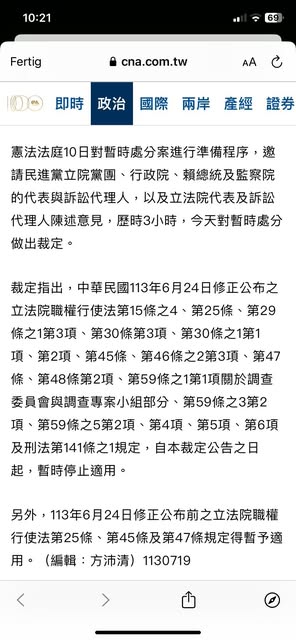 10:21
69
Fertig
cna.com.tw
AA
即時 政治 國際 兩岸 產經 證券
憲法法庭10日對暫時處分案進行準備程序，邀
請民進黨立院黨團、行政院、賴總統及監察院
的代表與訴訟代理人，以及立法院代表及訴訟
代理人陳述意見，歷時3小時，今天對暫時處分
做出裁定。
裁定指出，中華民國113年6月24日修正公布之
立法院職權行使法第15條之4、第25條、第29
條之1第3項、第30條第3項、第30條之1第1
項、第2項、第45條、第46條之2第3項、第47
條、第48條第2項、第59條之1第1項關於調查
委員會與調查專案小組部分、第59條之3第2
項、第59條之5第2項、第4項、第5項、第6項
及刑法第141條之1規定，自本裁定公告之日
起，暫時停止適用。
另外，113年6月24日修正公布前之立法院職權
行使法第25條、第45條及第47條規定得暫予適
用。（編輯：方沛清）1130719